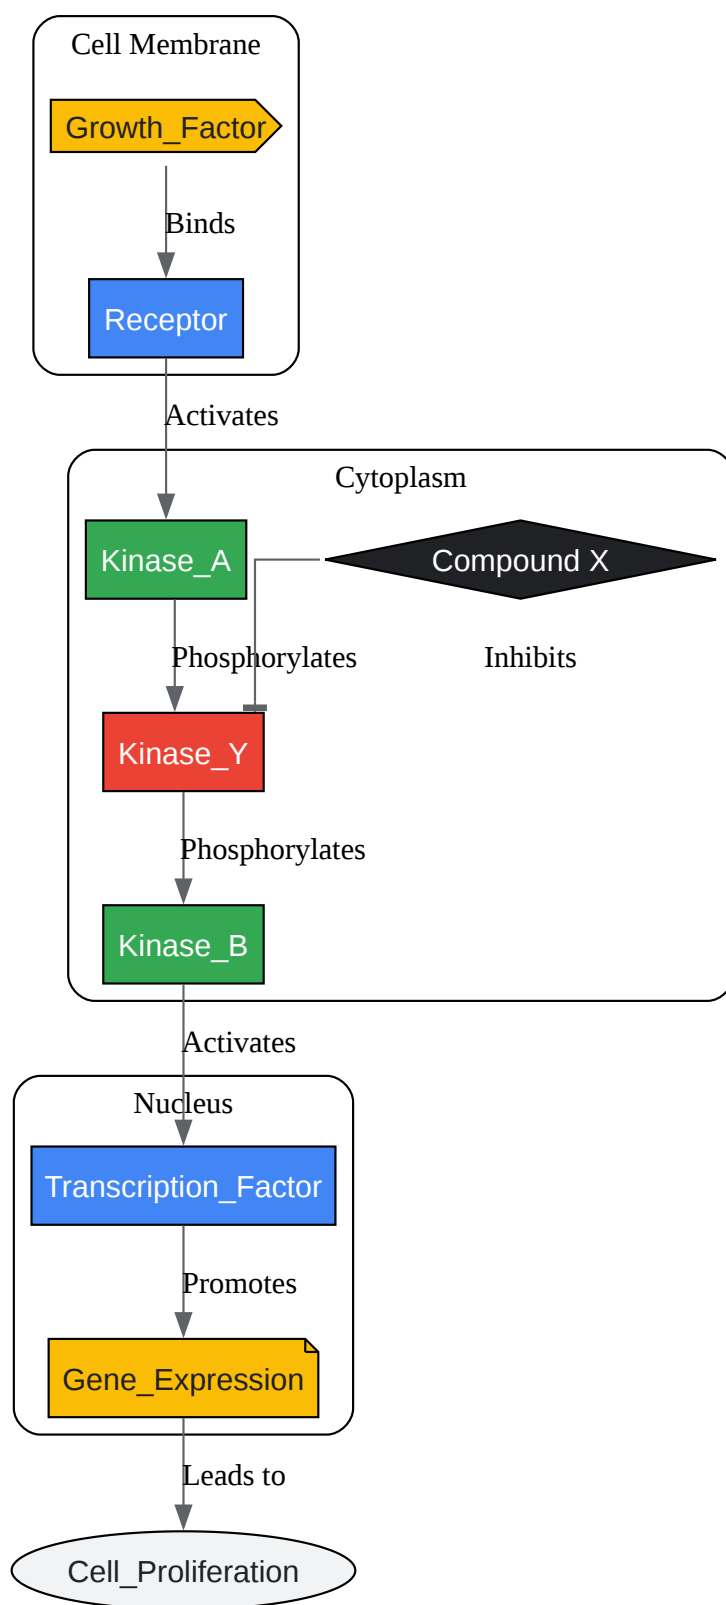 Cell Membrane
Growth_Factor
Binds
Receptor
Activates
Cytoplasm
Kinase_A
Compound X
Phosphorylates
Inhibits
Kinase_Y
Phosphorylates
Kinase_B
Activates
Nucleus
Transcription_Factor
Promotes
Gene_Expression
Leads to
Cell_Proliferation